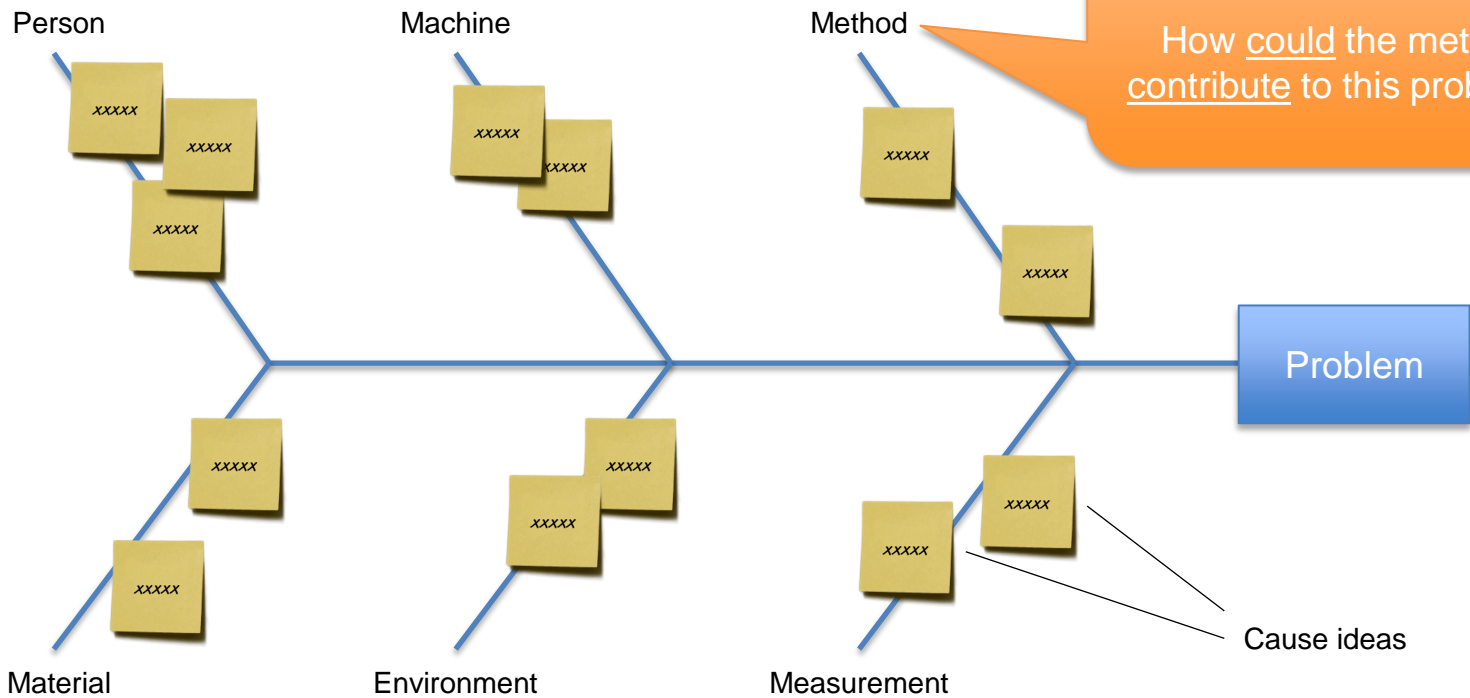 Person
Machine
Method
How could the met
contribute to this prob
xxxxx
xxxxx
xxxxx
xxxxx
xxxxx
xxxxx
xxxxx
Problem
xxxxx
xxxxx
xxxxx
xxxxx
xxxxx
xxxxx
Cause ideas
Material
Environment
Measurement